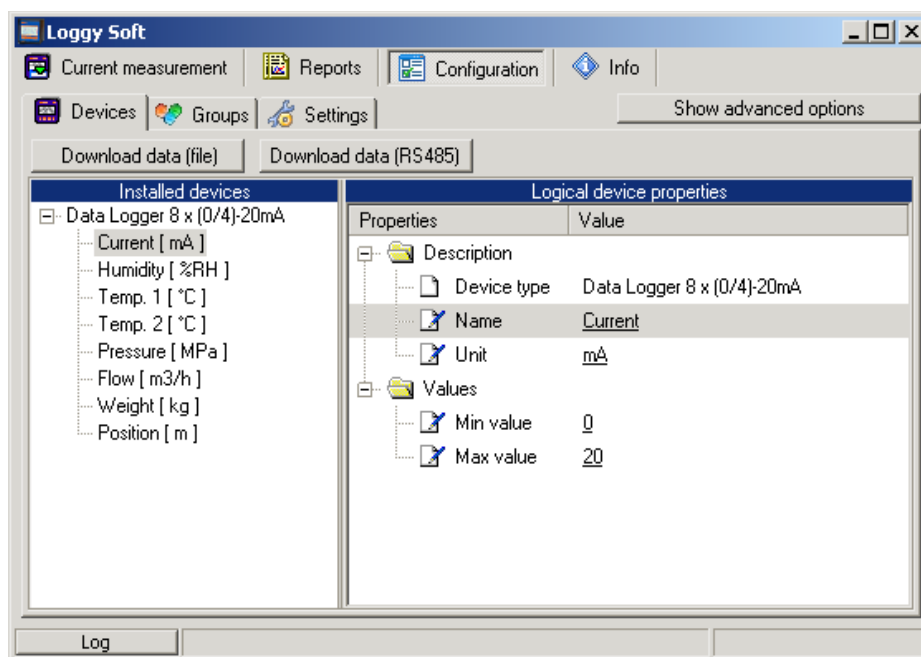 Loggy Soft
Current measurement Reports Configuration Info
Devices Groups Settings Show advanced options
Download data (file) Download data (RS485)
Installed devices Logical device properties
Data Logger 8 x (0/4)-20mA
Current [ mA ]
Humidity [ %RH ]
Temp. 1 [ °C ]
Temp. 2 [ °C ]
Pressure [ MPa ]
Flow [ m3/h ]
Weight [ kg ]
Position [ m ]
Properties Value
Description
Device type Data Logger 8 x (0/4)-20mA
Name Current
Unit mA
Values
Min value 0
Max value 20
Log